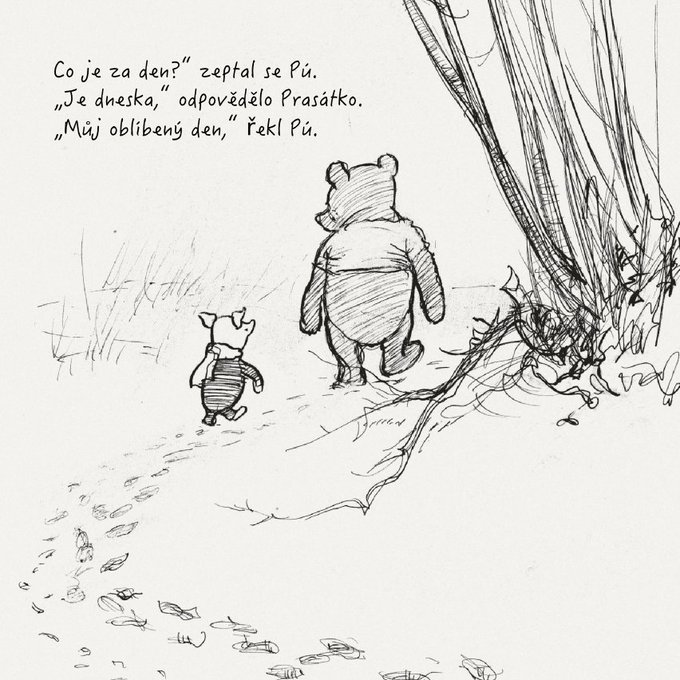 Co je za den?“ zeptal se Pú.
„Je dneska,“ odpovědělo Prasátko.
„Můj oblíbený den,“ řekl Pú.